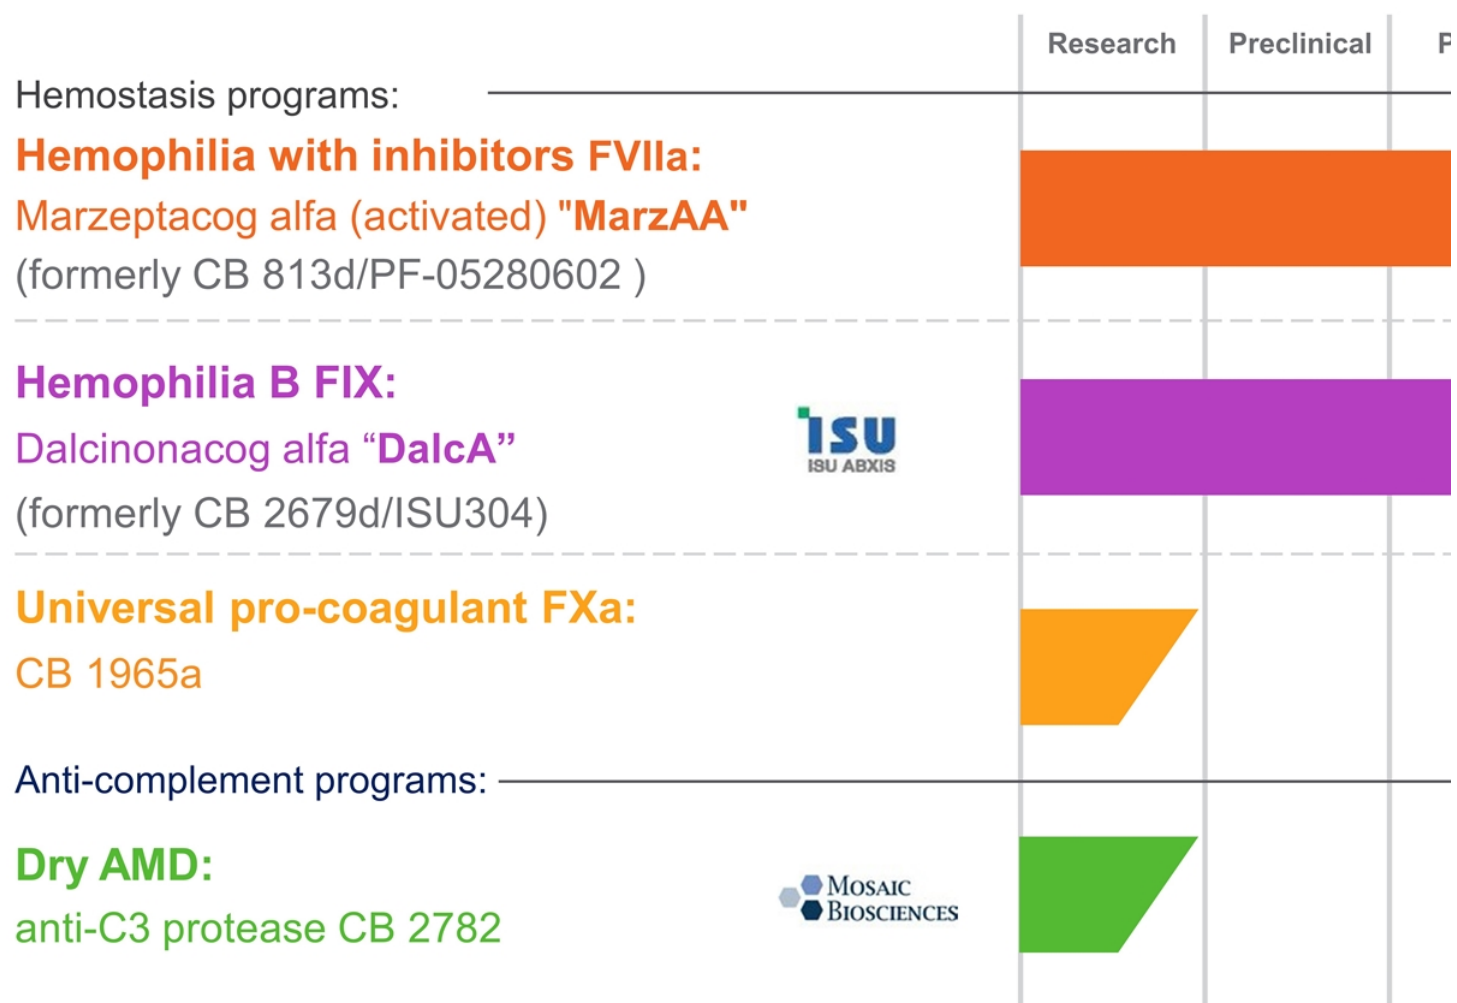 Research Preclinical P
Hemostasis programs:
Hemophilia with inhibitors FVIIa:
Marzeptacog alfa (activated) "MarzAA"
(formerly CB 813d/PF-05280602 )
Hemophilia B FIX:
Dalcinonacog alfa “DalcA”
(formerly CB 2679d/ISU304)
ISU
ISU ABXIS
Universal pro-coagulant FXa:
CB 1965a
Anti-complement programs:
Dry AMD:
anti-C3 protease CB 2782
MOSAIC
BIOSCIENCES